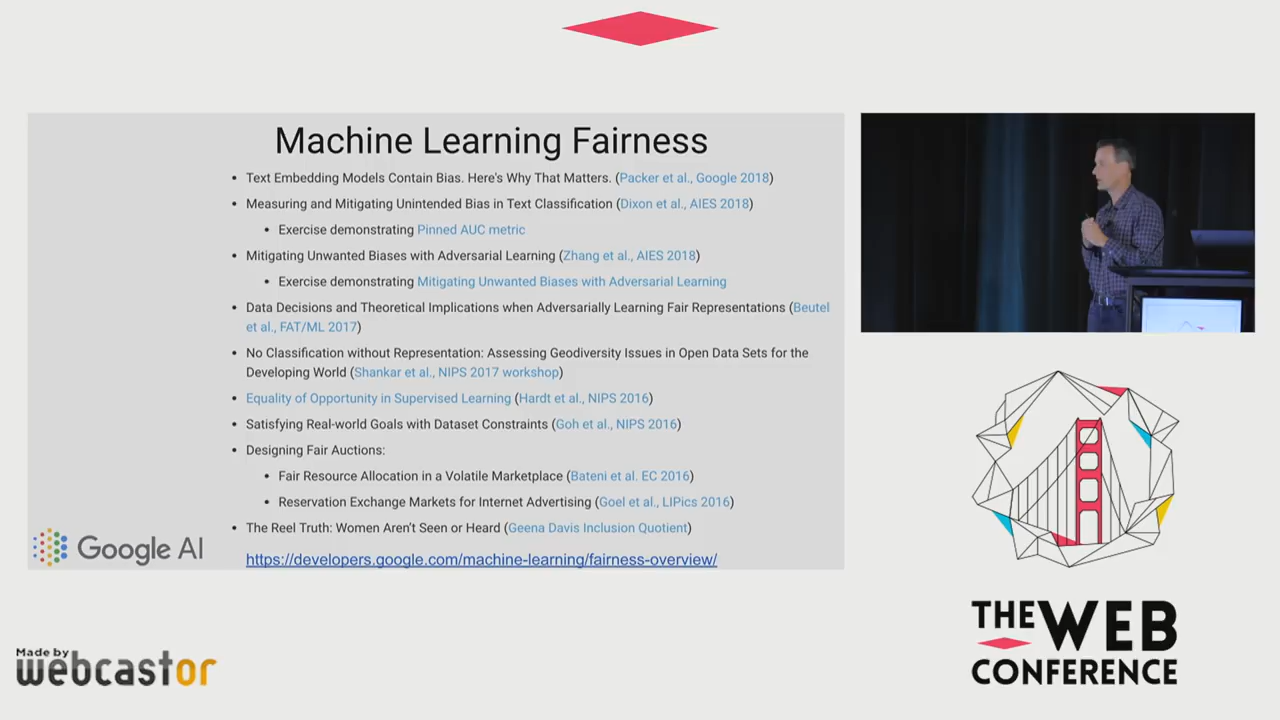 Machine Learning Fairness
• Text Embedding Models Contain Bias. Here's Why That Matters. (Packer et al., Google 2018)
• Measuring and Mitigating Unintended Bias in Text Classification (Dixon et al., AIES 2018)
• Exercise demonstrating Pinned AUC metric
• Mitigating Unwanted Biases with Adversarial Learning (Zhang et al., AIES 2018)
• Exercise demonstrating Mitigating Unwanted Biases with Adversarial Learning
• Data Decisions and Theoretical Implications when Adversarially Learning Fair Representations (Beutel
et al., FAT/ML 2017)
• No Classification without Representation: Assessing Geodiversity Issues in Open Data Sets for the
Developing World (Shankar et al., NIPS 2017 workshop)
• Equality of Opportunity in Supervised Learning (Hardt et al., NIPS 2016)
• Satisfying Real-world Goals with Dataset Constraints (Goh et al., NIPS 2016)
• Designing Fair Auctions:
• Fair Resource Allocation in a Volatile Marketplace (Bateni et al. EC 2016)
• Reservation Exchange Markets for Internet Advertising (Goel et al., LIPics 2016)
• The Reel Truth: Women Aren't Seen or Heard (Geena Davis Inclusion Quotient)
https://developers.google.com/machine-learning/fairness-overview/
Google AI
THE WEB
CONFERENCE
Made by
webcastor